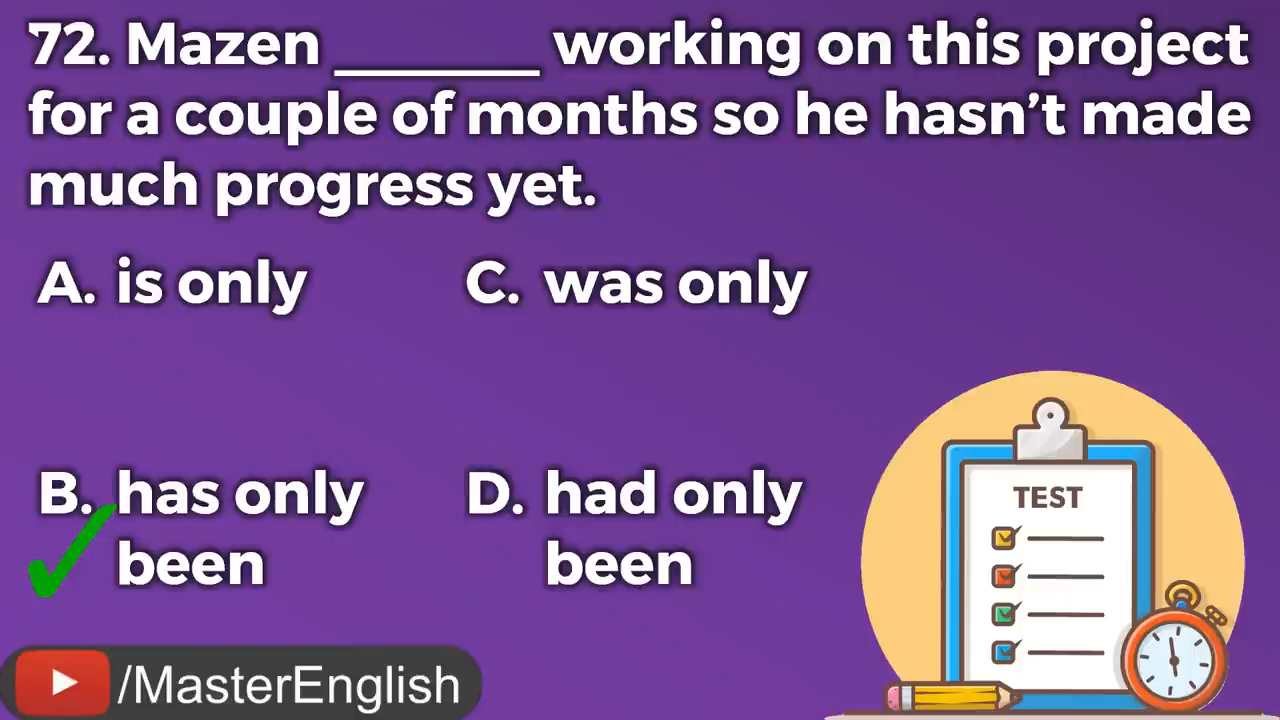 72. Mazen ________ working on this project
for a couple of months so he hasn’t made
much progress yet.
A. is only
C. was only
B. has only
been
D. had only
been
TEST
/MasterEnglish